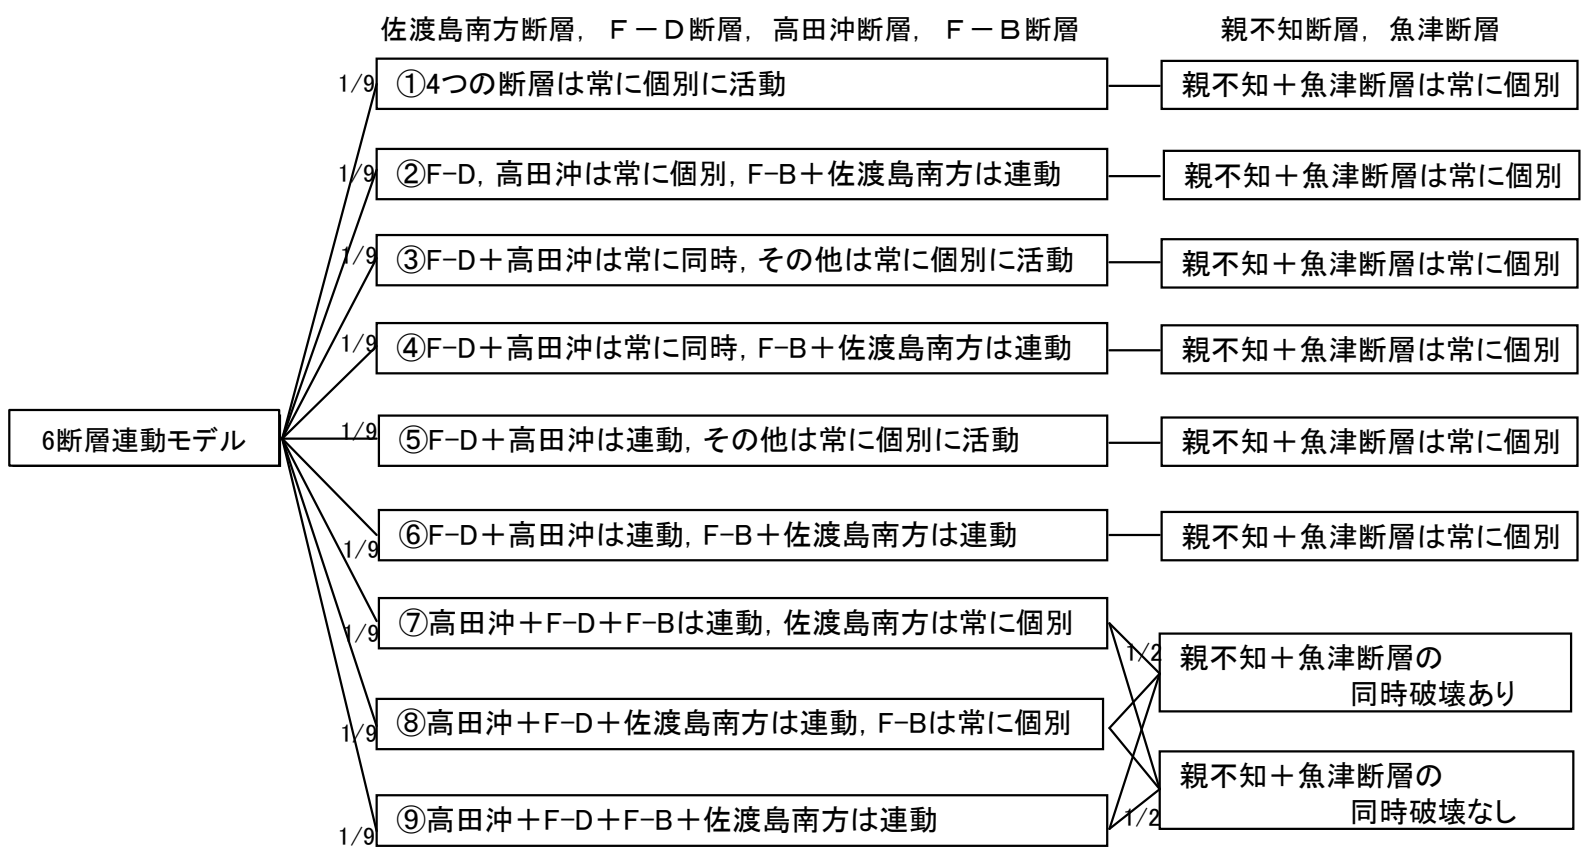 佐渡島南方断層，Ｆ－Ｄ断層，高田沖断層，Ｆ－Ｂ断層
親不知断層，魚津断層
1/9
①4つの断層は常に個別に活動
親不知＋魚津断層は常に個別
1/9
②F-D，高田沖は常に個別，F-B＋佐渡島南方は連動
親不知＋魚津断層は常に個別
1/9
③F-D＋高田沖は常に同時，その他は常に個別に活動
親不知＋魚津断層は常に個別
1/9
④F-D＋高田沖は常に同時，F-B＋佐渡島南方は連動
親不知＋魚津断層は常に個別
6断層連動モデル
1/9
⑤F-D＋高田沖は連動，その他は常に個別に活動
親不知＋魚津断層は常に個別
1/9
⑥F-D＋高田沖は連動，F-B＋佐渡島南方は連動
親不知＋魚津断層は常に個別
1/9
⑦高田沖＋F-D＋F-Bは連動，佐渡島南方は常に個別
1/2
親不知＋魚津断層の
同時破壊あり
1/9
⑧高田沖＋F-D＋佐渡島南方は連動，F-Bは常に個別
1/2
親不知＋魚津断層の
同時破壊なし
1/9
⑨高田沖＋F-D＋F-B＋佐渡島南方は連動